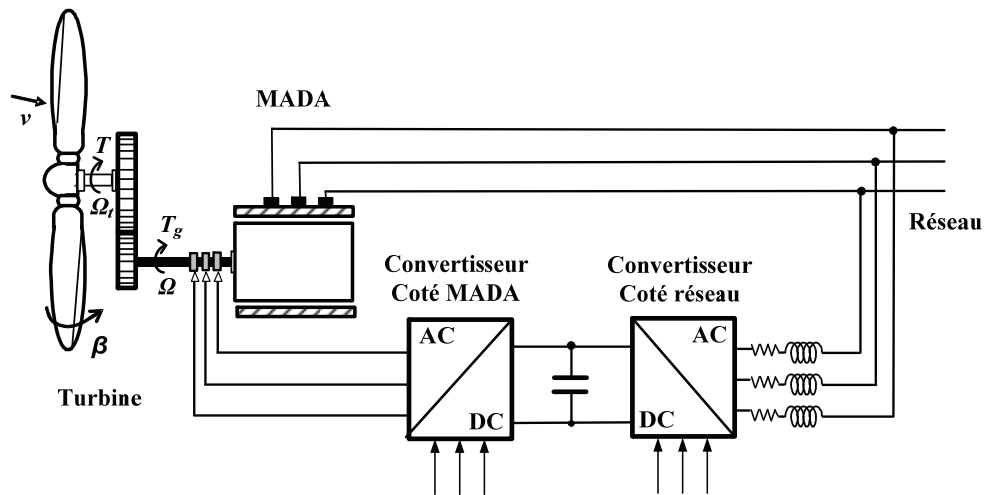 MADA
v
T
Ωt
Tg
Ω
β
Turbine
Réseau
Convertisseur
Coté MADA
Convertisseur
Coté réseau
AC
DC
AC
DC